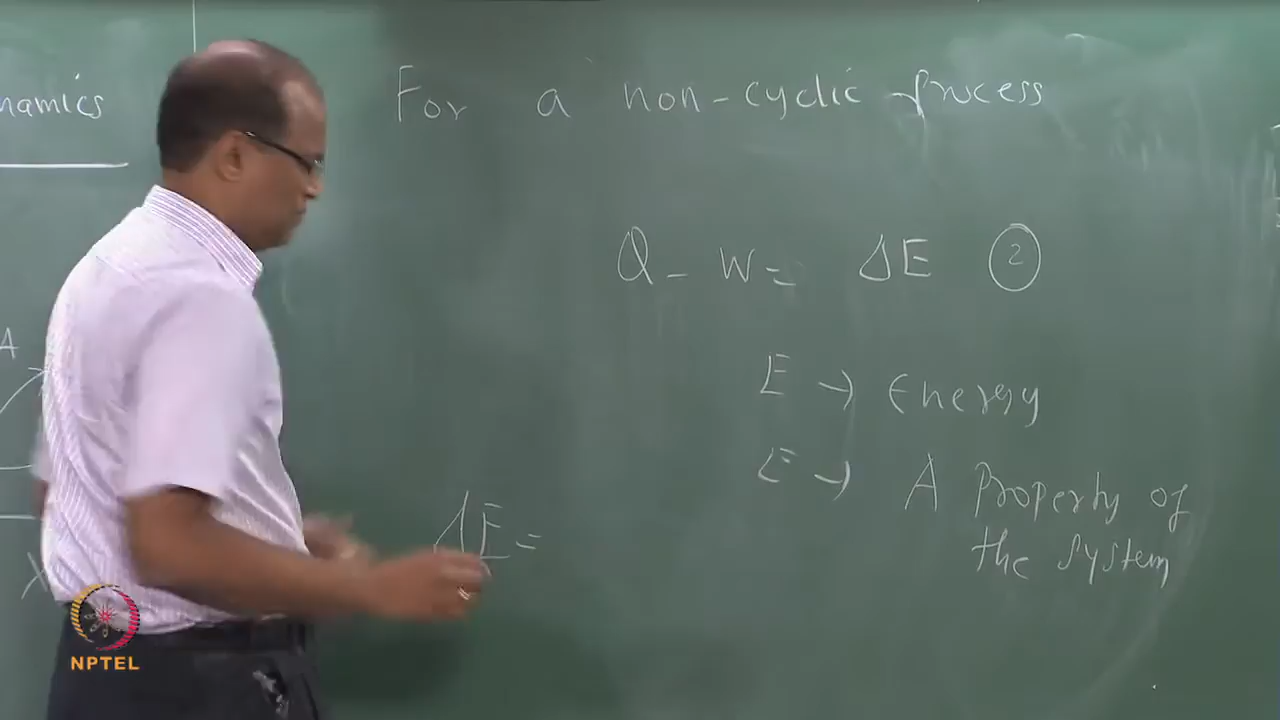 namics
For a non-cyclic process
Q - W = ΔE ②
A
E → Energy
E → A Property of
the system
ΔE =
X
NPTEL